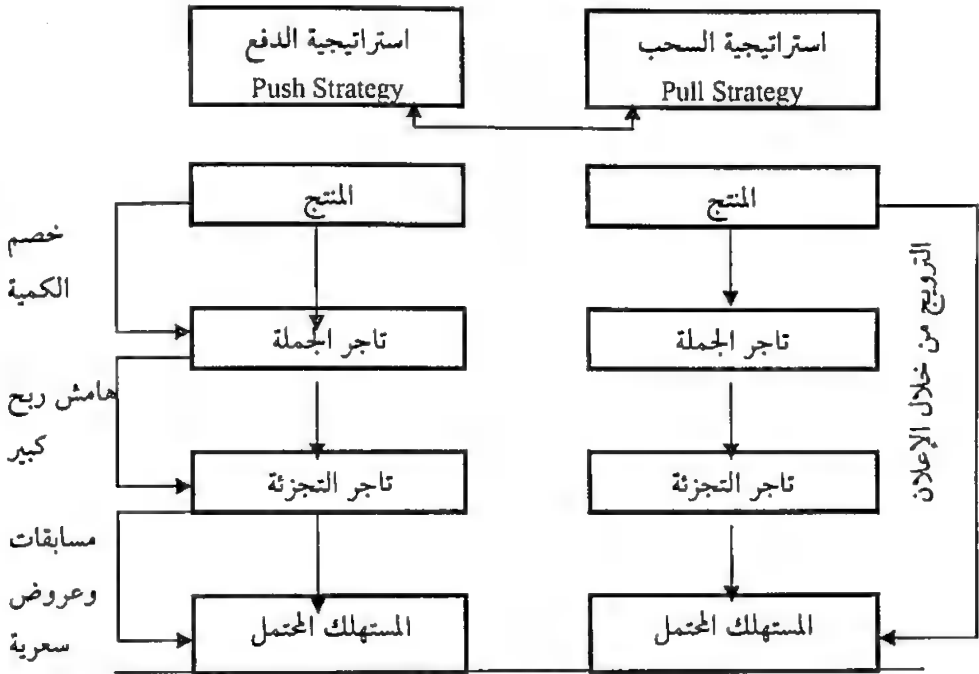 استراتيجية السحب
Pull Strategy
استراتيجية الدفع
Push Strategy
المنتج
تاجر الجملة
تاجر التجزئة
المستهلك المحتمل
الترويج من خلال الإعلان
المنتج
تاجر الجملة
تاجر التجزئة
المستهلك المحتمل
خصم
الكمية
هامش ربح
كبير
مسابقات
وعروض
سعرية